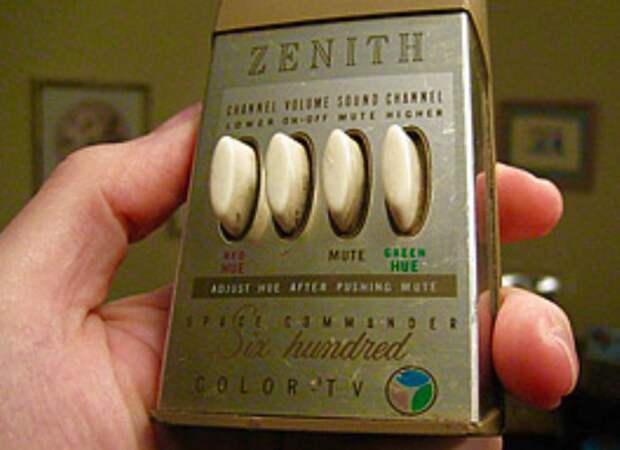 ZENITH
CHANNEL VOLUME SOUND CHANNEL
LOWER ON-OFF MUTE HIGHER
RED MUTE GREEN
HUE HUE
ADJUST HUE AFTER PUSHING MUTE
SPACE COMMANDER
Six hundred
COLOR-TV